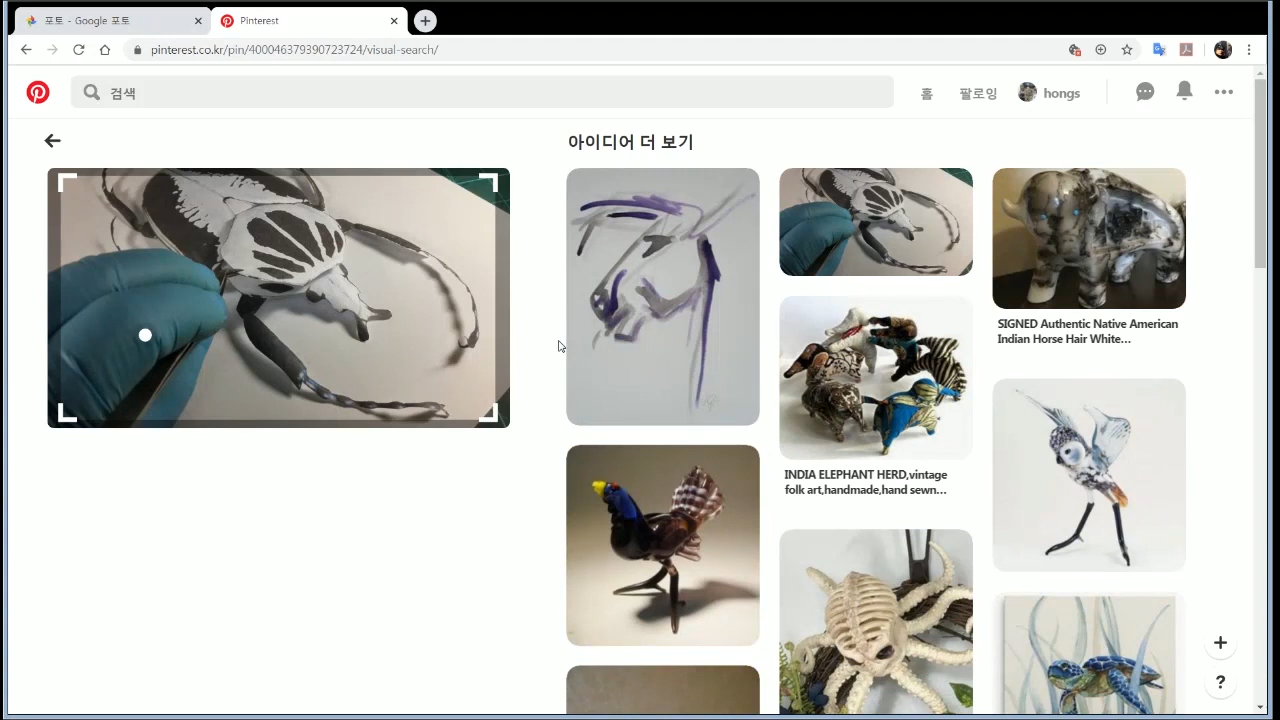 포토 - Google 포토
Pinterest
pinterest.co.kr/pin/400046379390723724/visual-search/
검색
홈
팔로잉
hongs
아이디어 더 보기
SIGNED Authentic Native American
Indian Horse Hair White...
INDIA ELEPHANT HERD,vintage
folk art,handmade,hand sewn...
?